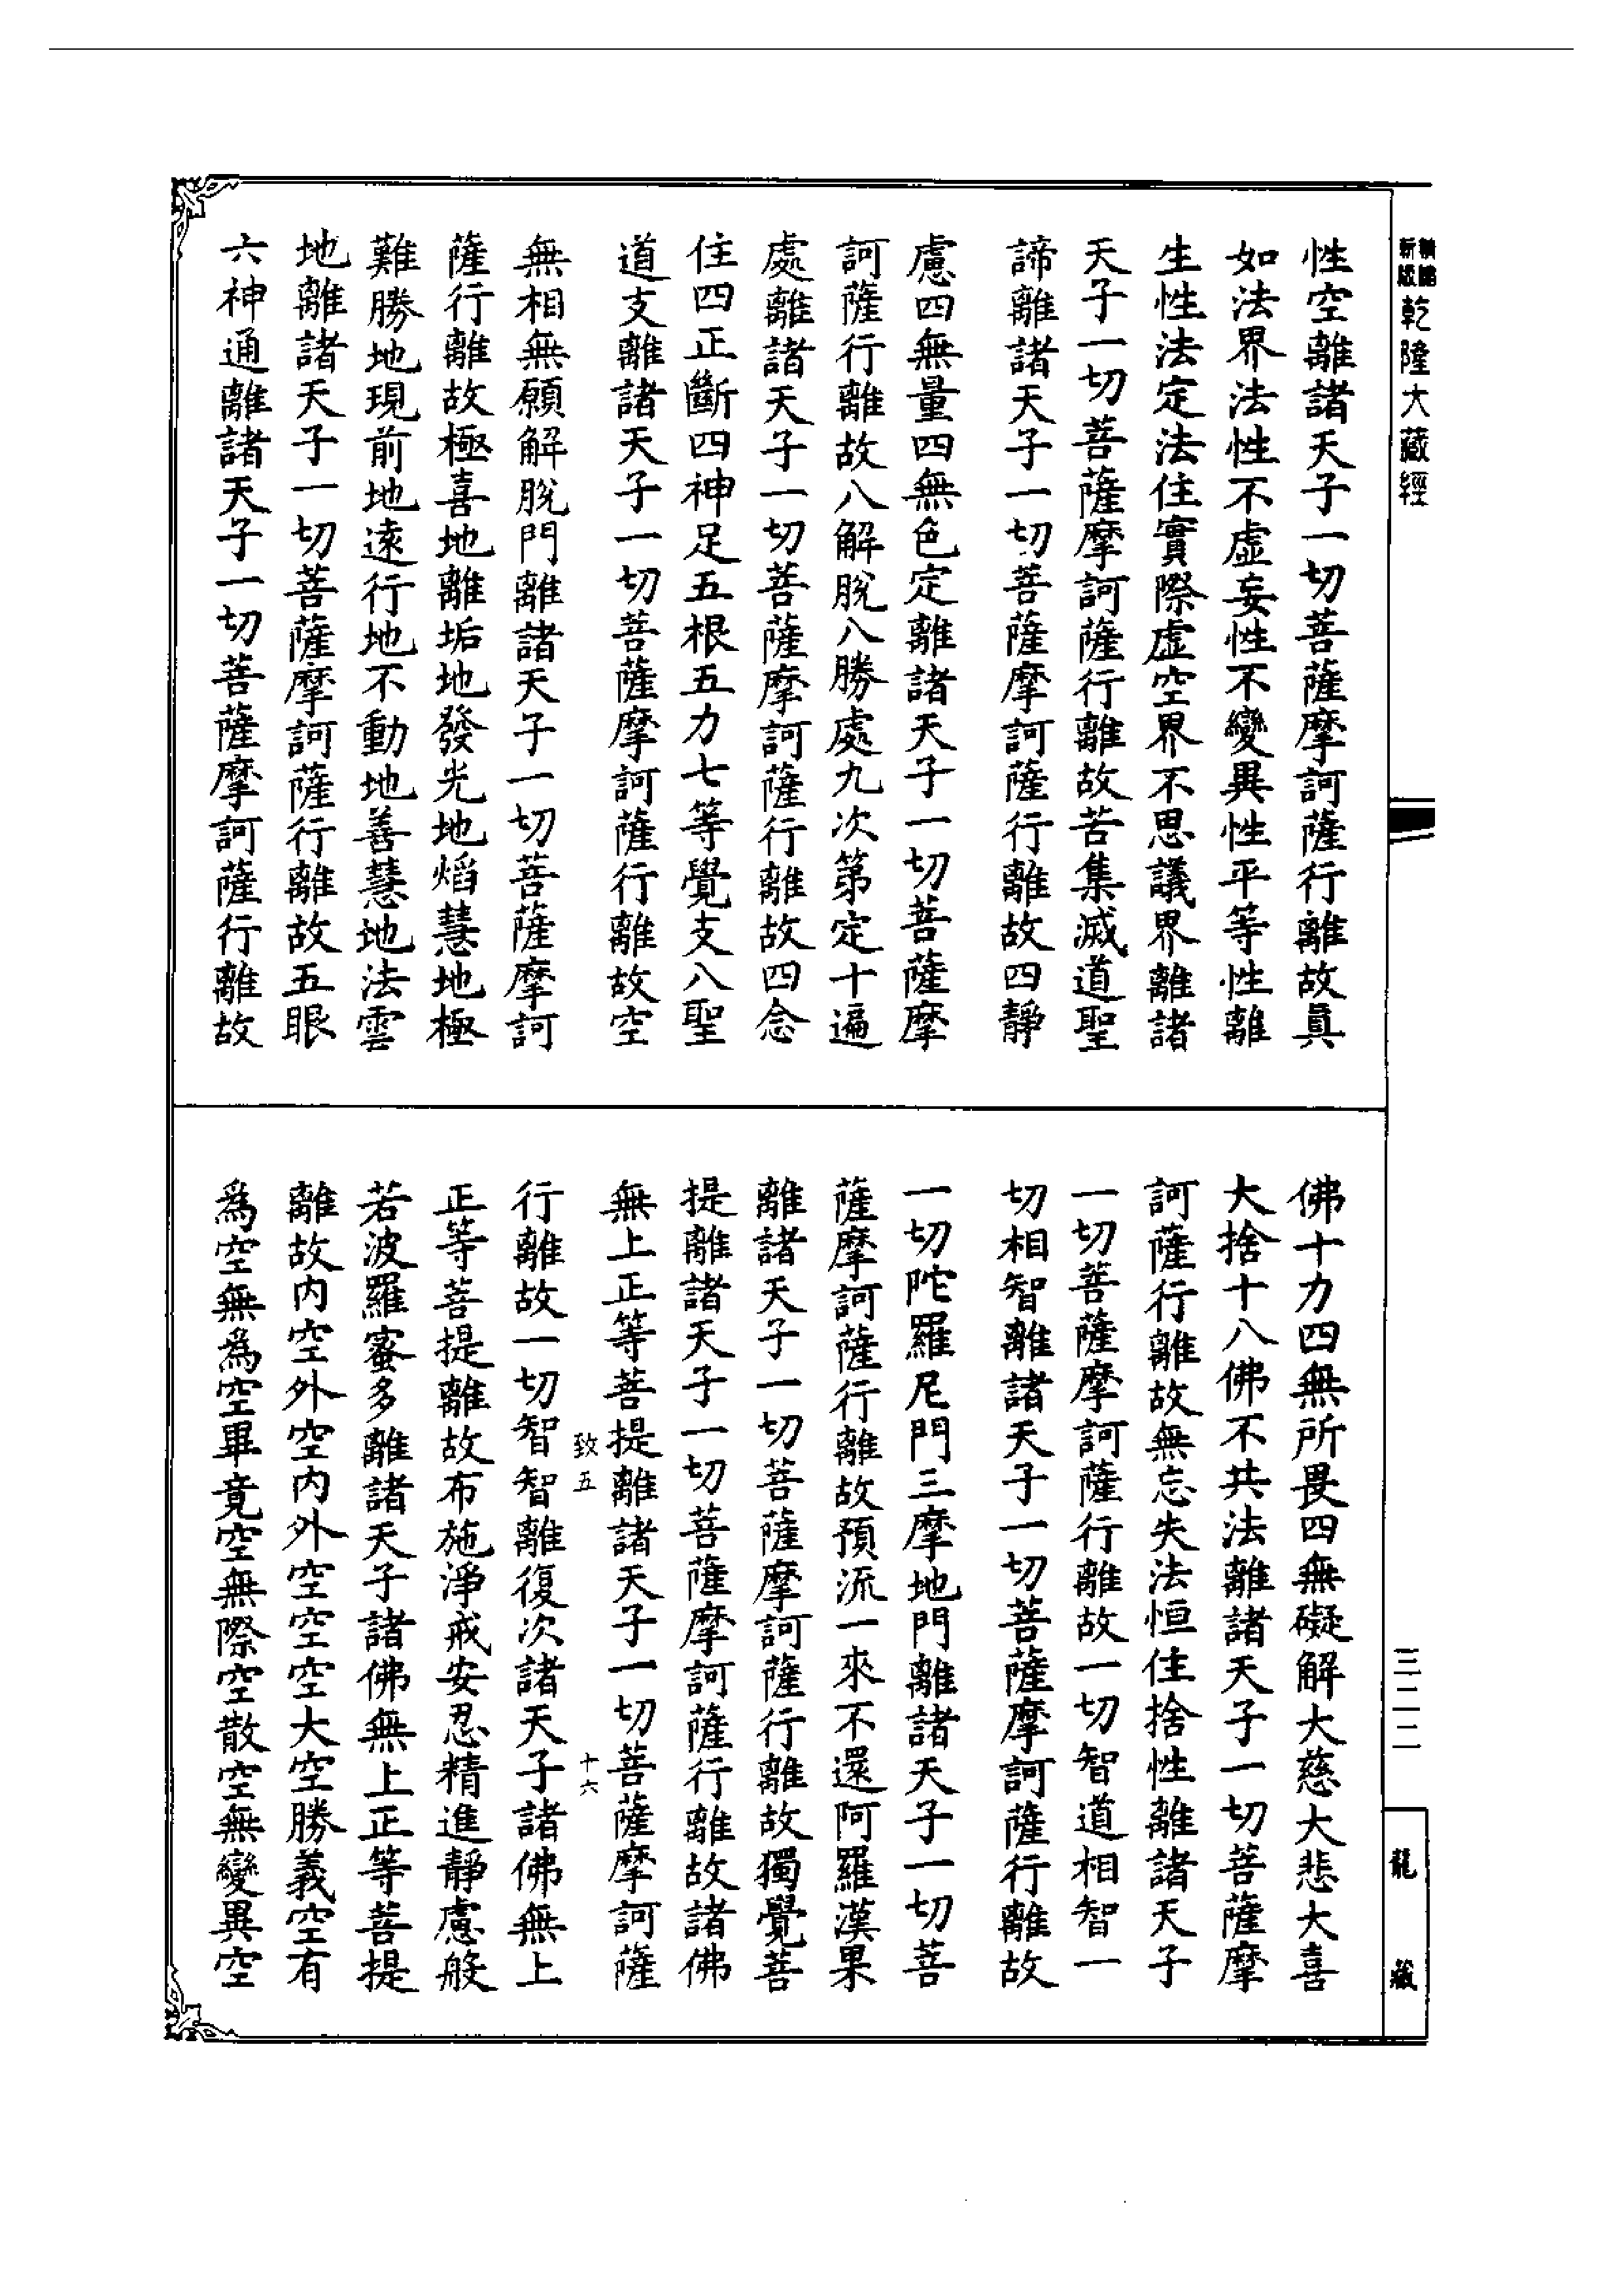 乾隆大藏經
性空離諸天子一切菩薩摩訶薩行離故眞
如法界法性不虛妄性不變異性平等性離
生性法定法住實際虛空界不思議界離諸
天子一切菩薩摩訶薩行離故苦集滅道聖
諦離諸天子一切菩薩摩訶薩行離故四靜
慮四無量四無色定離諸天子一切菩薩摩
訶薩行離故八解脫八勝處九次第定十遍
處離諸天子一切菩薩摩訶薩行離故四念
住四正斷四神足五根五力七等覺支八聖
道支離諸天子一切菩薩摩訶薩行離故空
無相無願解脫門離諸天子一切菩薩摩訶
薩行離故極喜地離垢地發光地焰慧地極
難勝地現前地遠行地不動地善慧地法雲
地離諸天子一切菩薩摩訶薩行離故五眼
六神通離諸天子一切菩薩摩訶薩行離故
佛十力四無所畏四無礙解大慈大悲大喜
大捨十八佛不共法離諸天子一切菩薩摩
訶薩行離故無忘失法恒住捨性離諸天子
一切菩薩摩訶薩行離故一切智道相智一
切相智離諸天子一切菩薩摩訶薩行離故
一切陀羅尼門三摩地門離諸天子一切菩
薩摩訶薩行離故預流一來不還阿羅漢果
離諸天子一切菩薩摩訶薩行離故獨覺菩
提離諸天子一切菩薩摩訶薩行離故諸佛
無上正等菩提離諸天子一切菩薩摩訶薩
致五 十六
行離故一切智智離復次諸天子諸佛無上
正等菩提離故布施淨戒安忍精進靜慮般
若波羅蜜多離諸天子諸佛無上正等菩提
離故內空外空內外空空空大空勝義空有
為空無為空畢竟空無際空散空無變異空
三二二
龍藏